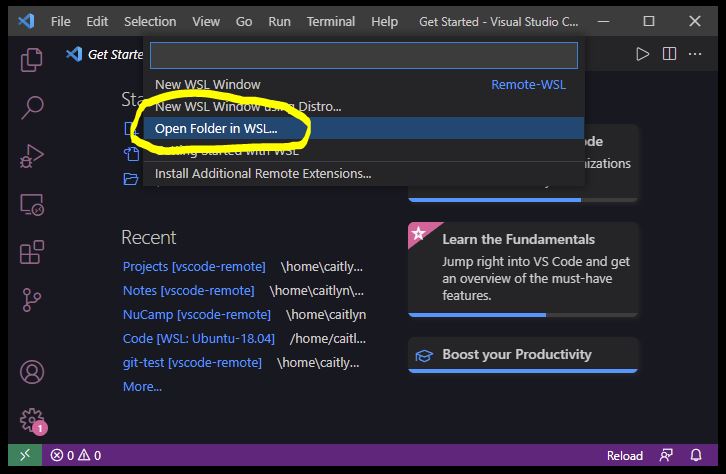 File Edit Selection View Go Run Terminal Help Get Started - Visual Studio C...
Get Starte
New WSL Window Remote-WSL
New WSL Window using Distro...
Open Folder in WSL...
Getting Started with WSL
Install Additional Remote Extensions...
Sta
ode
nizations
Recent
Projects [vscode-remote] \home\caitly...
Notes [vscode-remote] \home\caitlyn\...
NuCamp [vscode-remote] \home\caitlyn
Code [WSL: Ubuntu-18.04] /home/caitl...
git-test [vscode-remote] \home\caitly...
More...
Learn the Fundamentals
Jump right into VS Code and get
an overview of the must-have
features.
Boost your Productivity
1
0 0 Reload